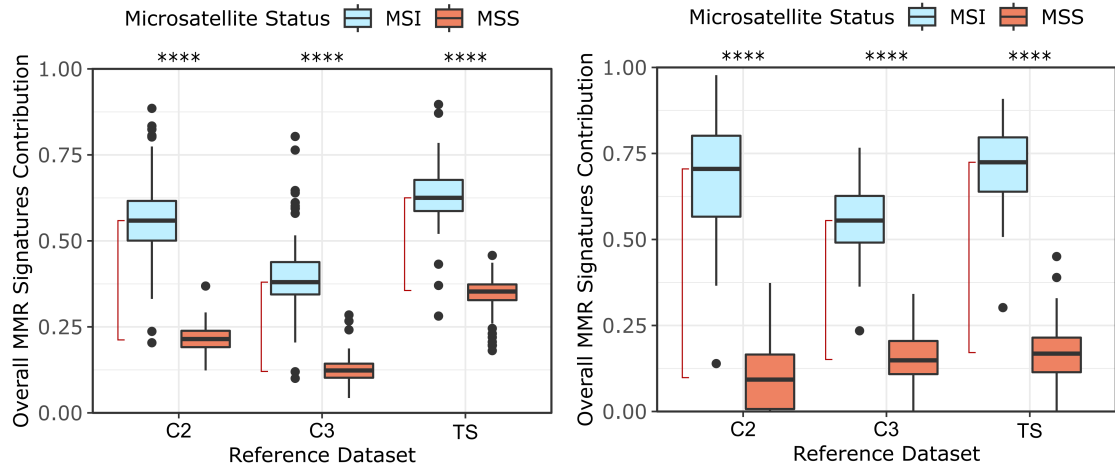 Microsatellite Status MSI MSS
**** **** ****
Overall MMR Signatures Contribution
1.00
0.75
0.50
0.25
0.00
C2 C3 TS
Reference Dataset
Microsatellite Status MSI MSS
**** **** ****
Overall MMR Signatures Contribution
1.00
0.75
0.50
0.25
0.00
C2 C3 TS
Reference Dataset